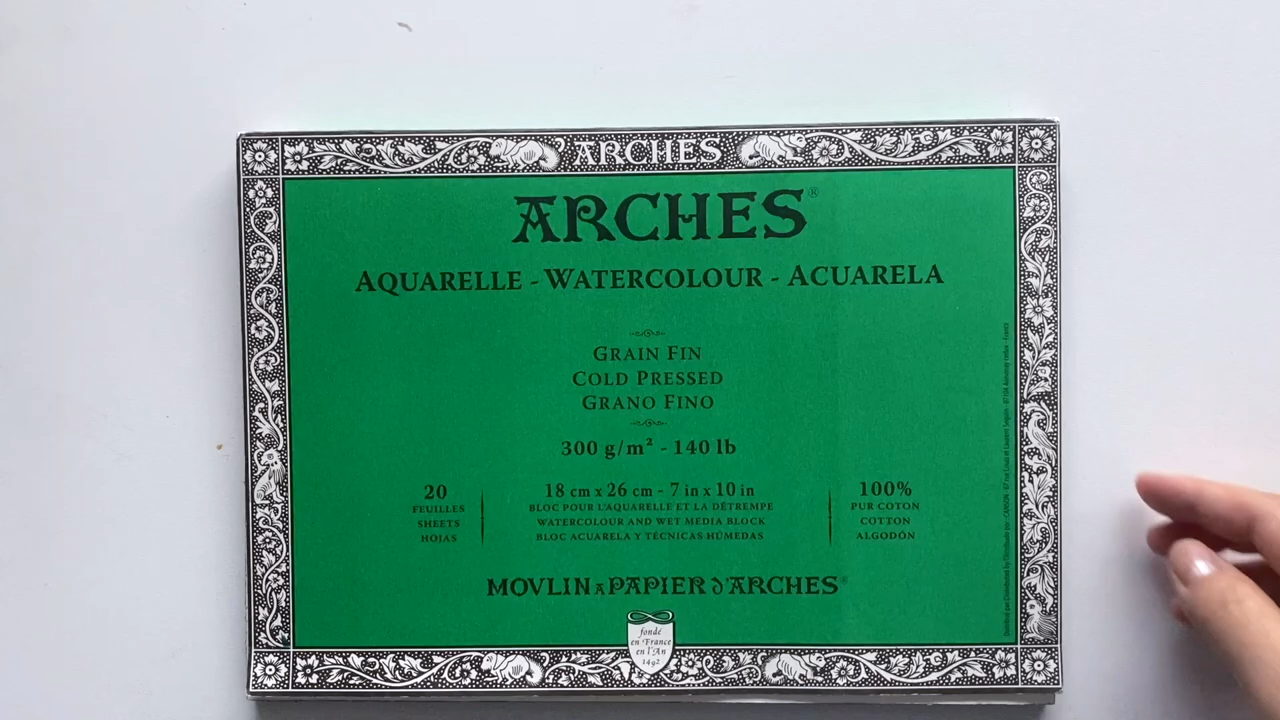 ARCHES
ARCHES®
AQUARELLE - WATERCOLOUR - ACUARELA
GRAIN FIN
COLD PRESSED
GRANO FINO
300 g/m² - 140 lb
20
FEUILLES
SHEETS
HOJAS
18 cm x 26 cm - 7 in x 10 in
BLOC POUR L'AQUARELLE ET LA DÉTREMPE
WATERCOLOUR AND WET MEDIA BLOCK
BLOC ACUARELA Y TÉCNICAS HÚMEDAS
100%
PUR COTON
COTTON
ALGODÓN
MOVLIN A PAPIER D'ARCHES®
fondé
en France
en l'An
1492